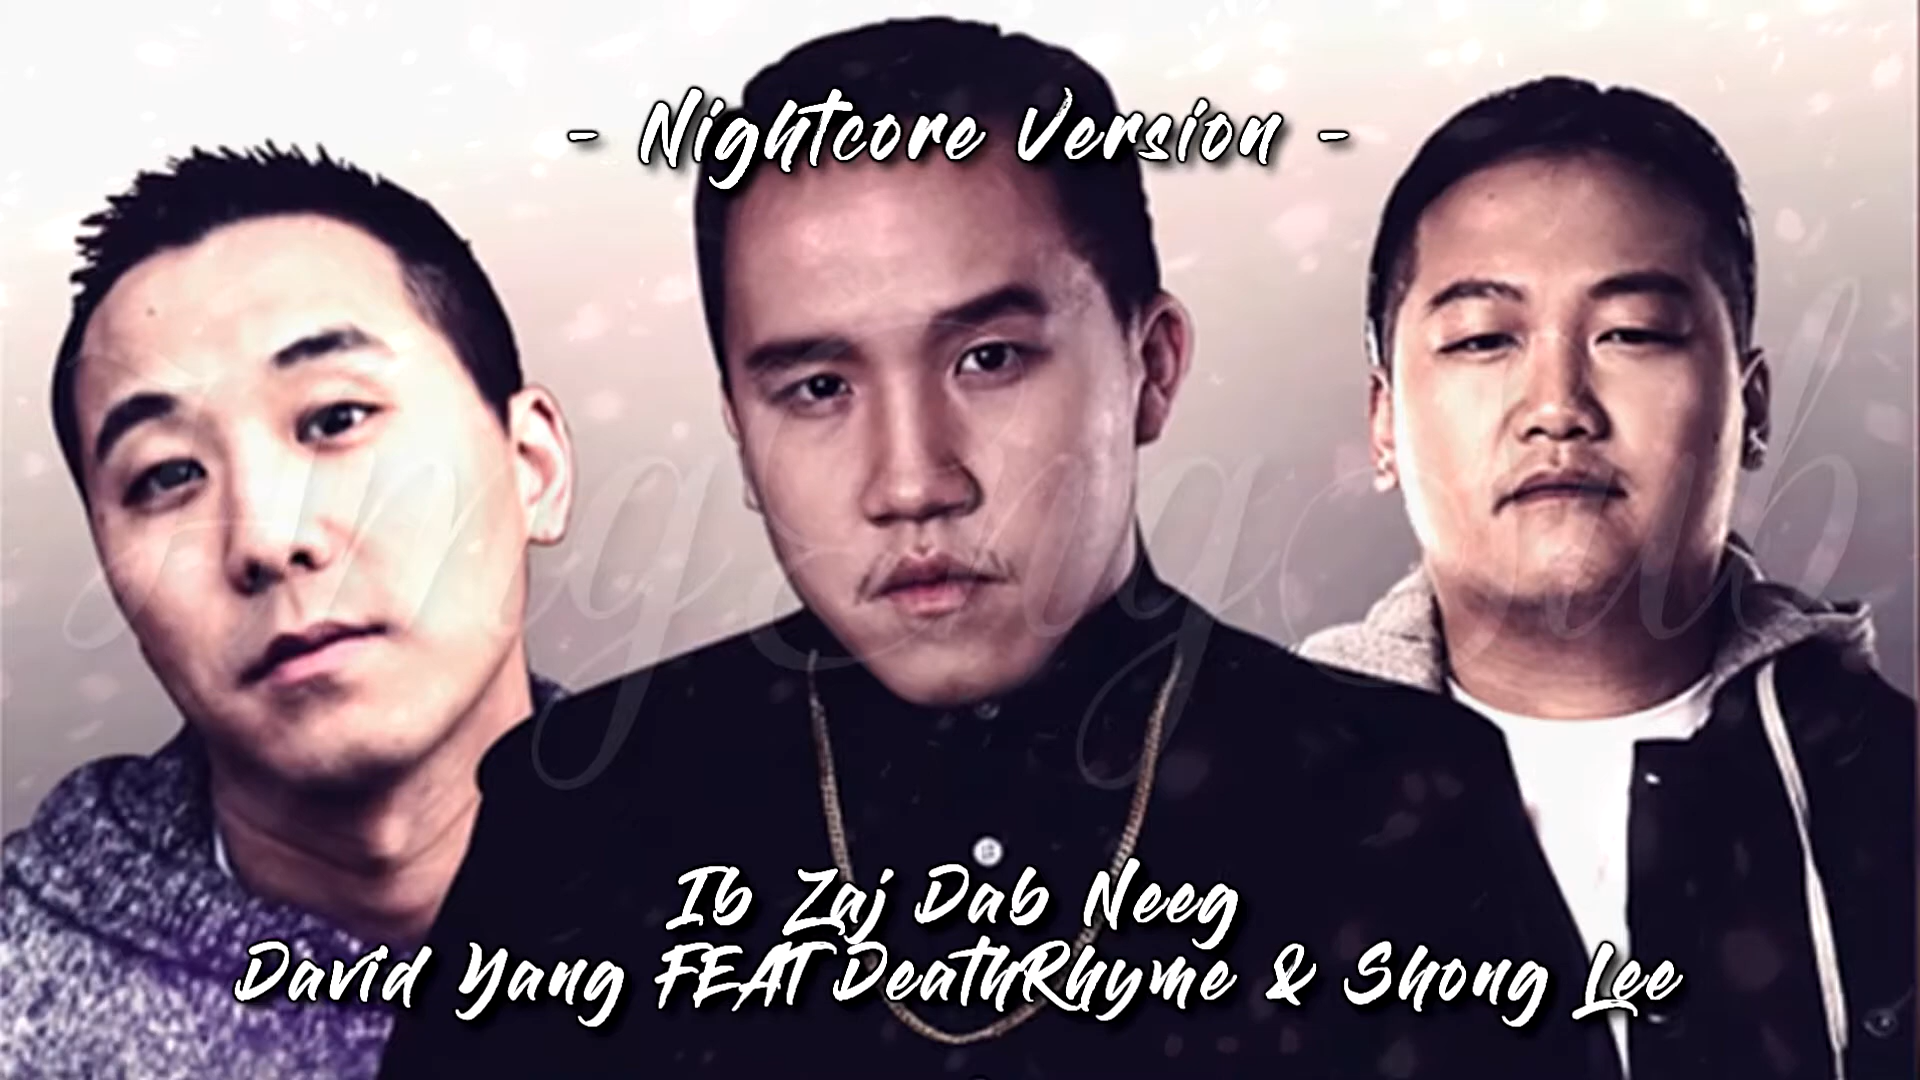 - Nightcore Version -
Ib Zaj Dab Neeg
David Yang FEAT DeathRhyme & Shong Lee